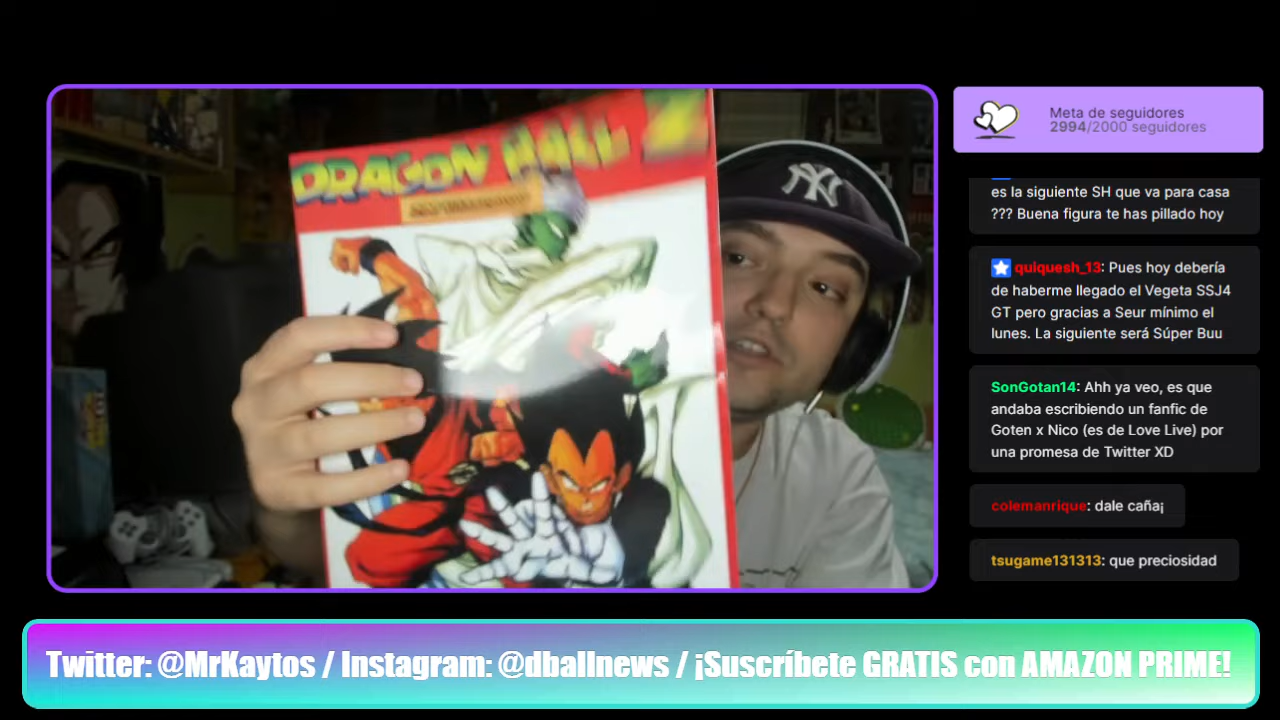 DRAGON BALL Z
NY
Meta de seguidores
2994/2000 seguidores
es la siguiente SH que va para casa
??? Buena figura te has pillado hoy
quiquesh_13: Pues hoy debería
de haberme llegado el Vegeta SSJ4
GT pero gracias a Seur mínimo el
lunes. La siguiente será Súper Buu
SonGotan14: Ahh ya veo, es que
andaba escribiendo un fanfic de
Goten x Nico (es de Love Live) por
una promesa de Twitter XD
colemanrique: dale caña¡
tsugame131313: que preciosidad
Twitter: @MrKaytos / Instagram: @dballnews / ¡Suscríbete GRATIS con AMAZON PRIME!